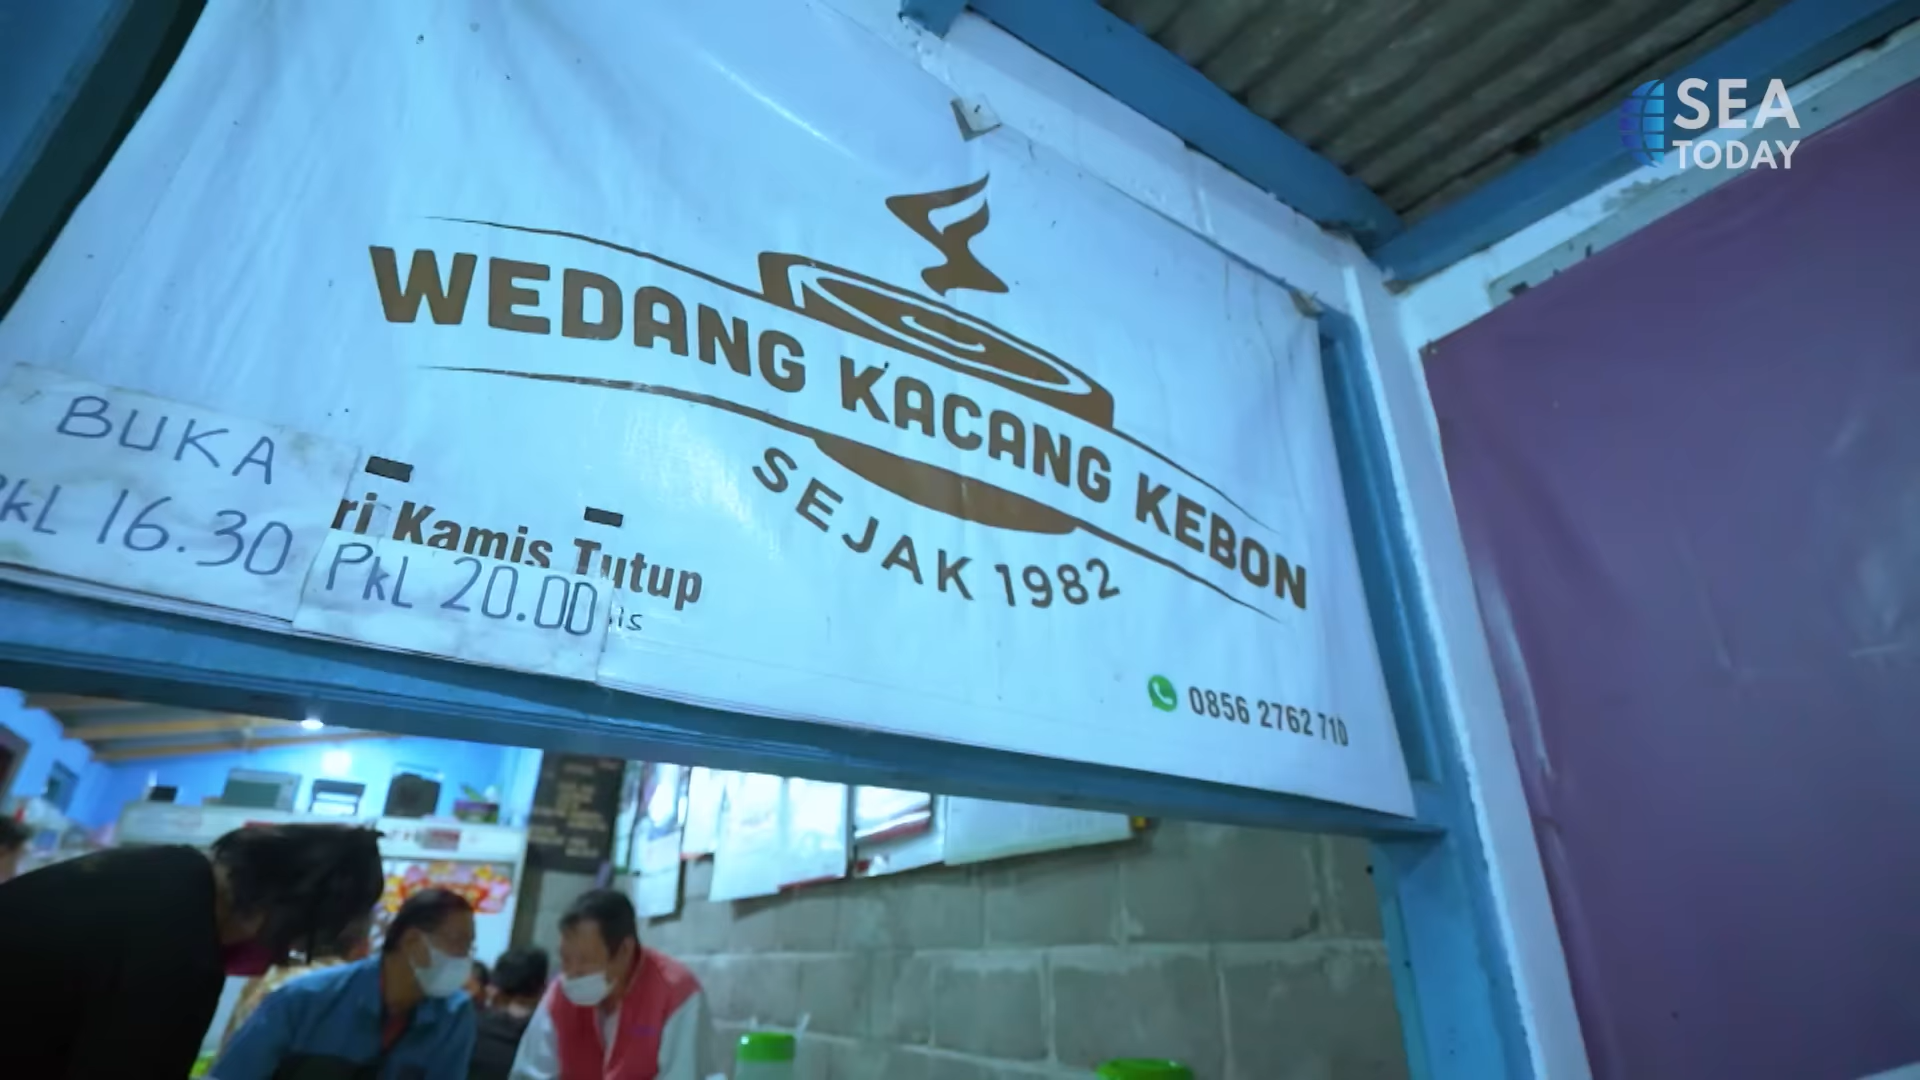 SEA
TODAY
WEDANG KACANG KEBON
SEJAK 1982
BUKA
PkL 16.30
PkL 20.00
ri Kamis Tutup
is
0856 2762 710